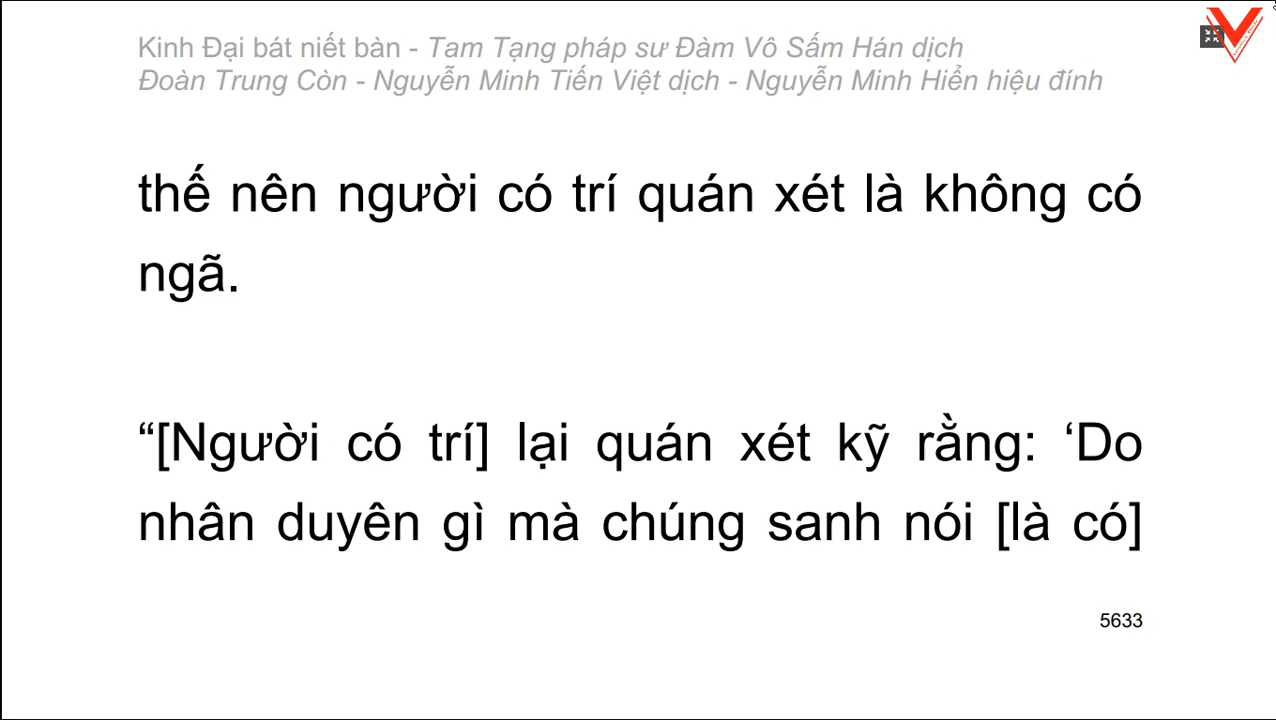 Kinh Đại bát niết bàn - Tam Tạng pháp sư Đàm Vô Sấm Hán dịch
Đoàn Trung Còn - Nguyễn Minh Tiến Việt dịch - Nguyễn Minh Hiển hiệu đính
thế nên người có trí quán xét là không có
ngã.
“[Người có trí] lại quán xét kỹ rằng: ‘Do
nhân duyên gì mà chúng sanh nói [là có]
5633